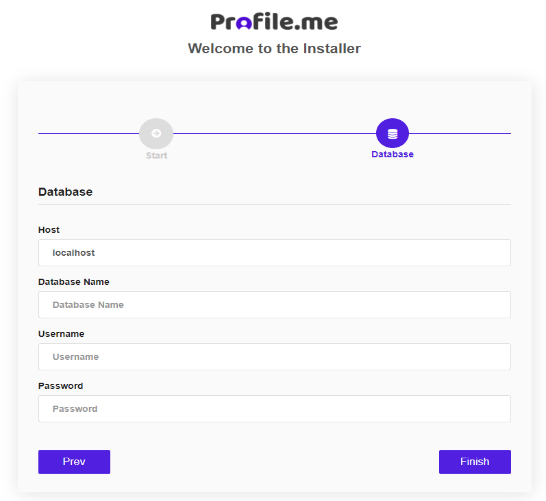 Profile.me
Welcome to the Installer
Start
Database
Database
Host
localhost
Database Name
Database Name
Username
Username
Password
Password
Prev
Finish